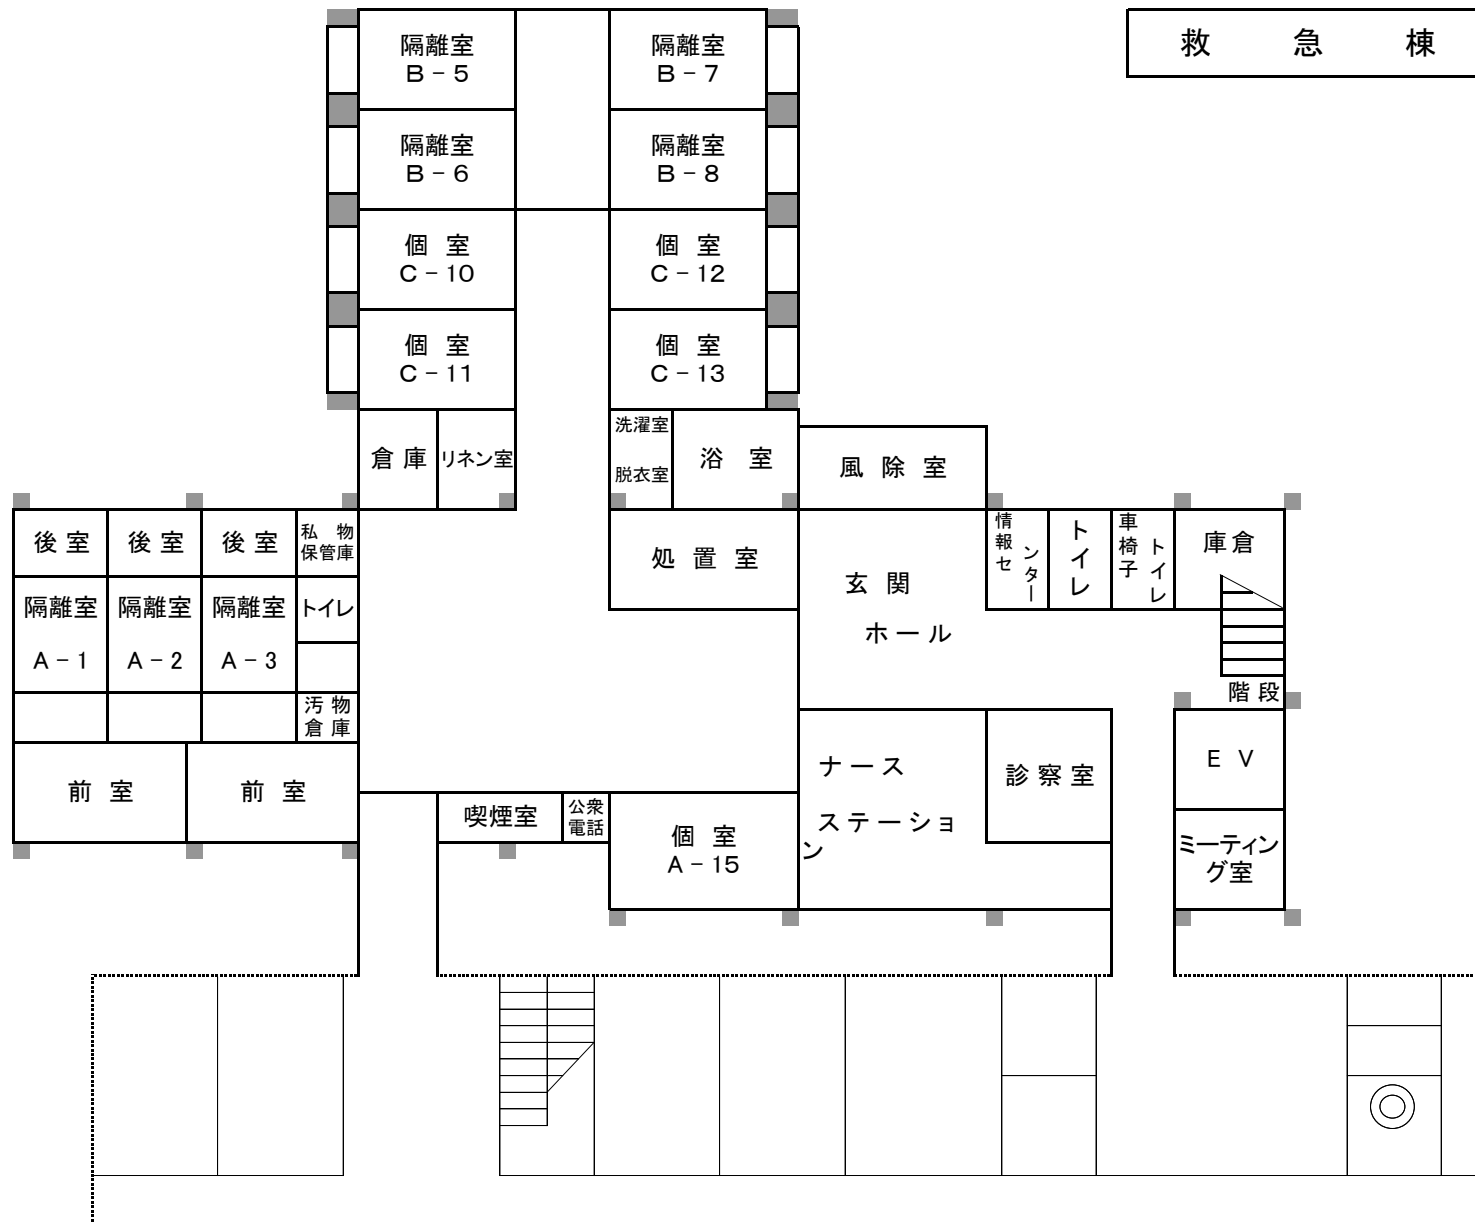 救急棟
隔離室
B－5
隔離室
B－7
隔離室
B－6
隔離室
B－8
個室
C－10
個室
C－12
個室
C－11
個室
C－13
倉庫
リネン室
洗濯室
脱衣室
浴室
風除室
後室
後室
後室
私物
保管庫
処置室
玄関
ホール
情報セ
ンター
トイレ
車椅子
トイレ
庫倉
隔離室
A－1
隔離室
A－2
隔離室
A－3
トイレ
汚物
倉庫
階段
前室
前室
喫煙室
公衆
電話
個室
A－15
ナース
ステーショ
ン
診察室
EV
ミーティン
グ室